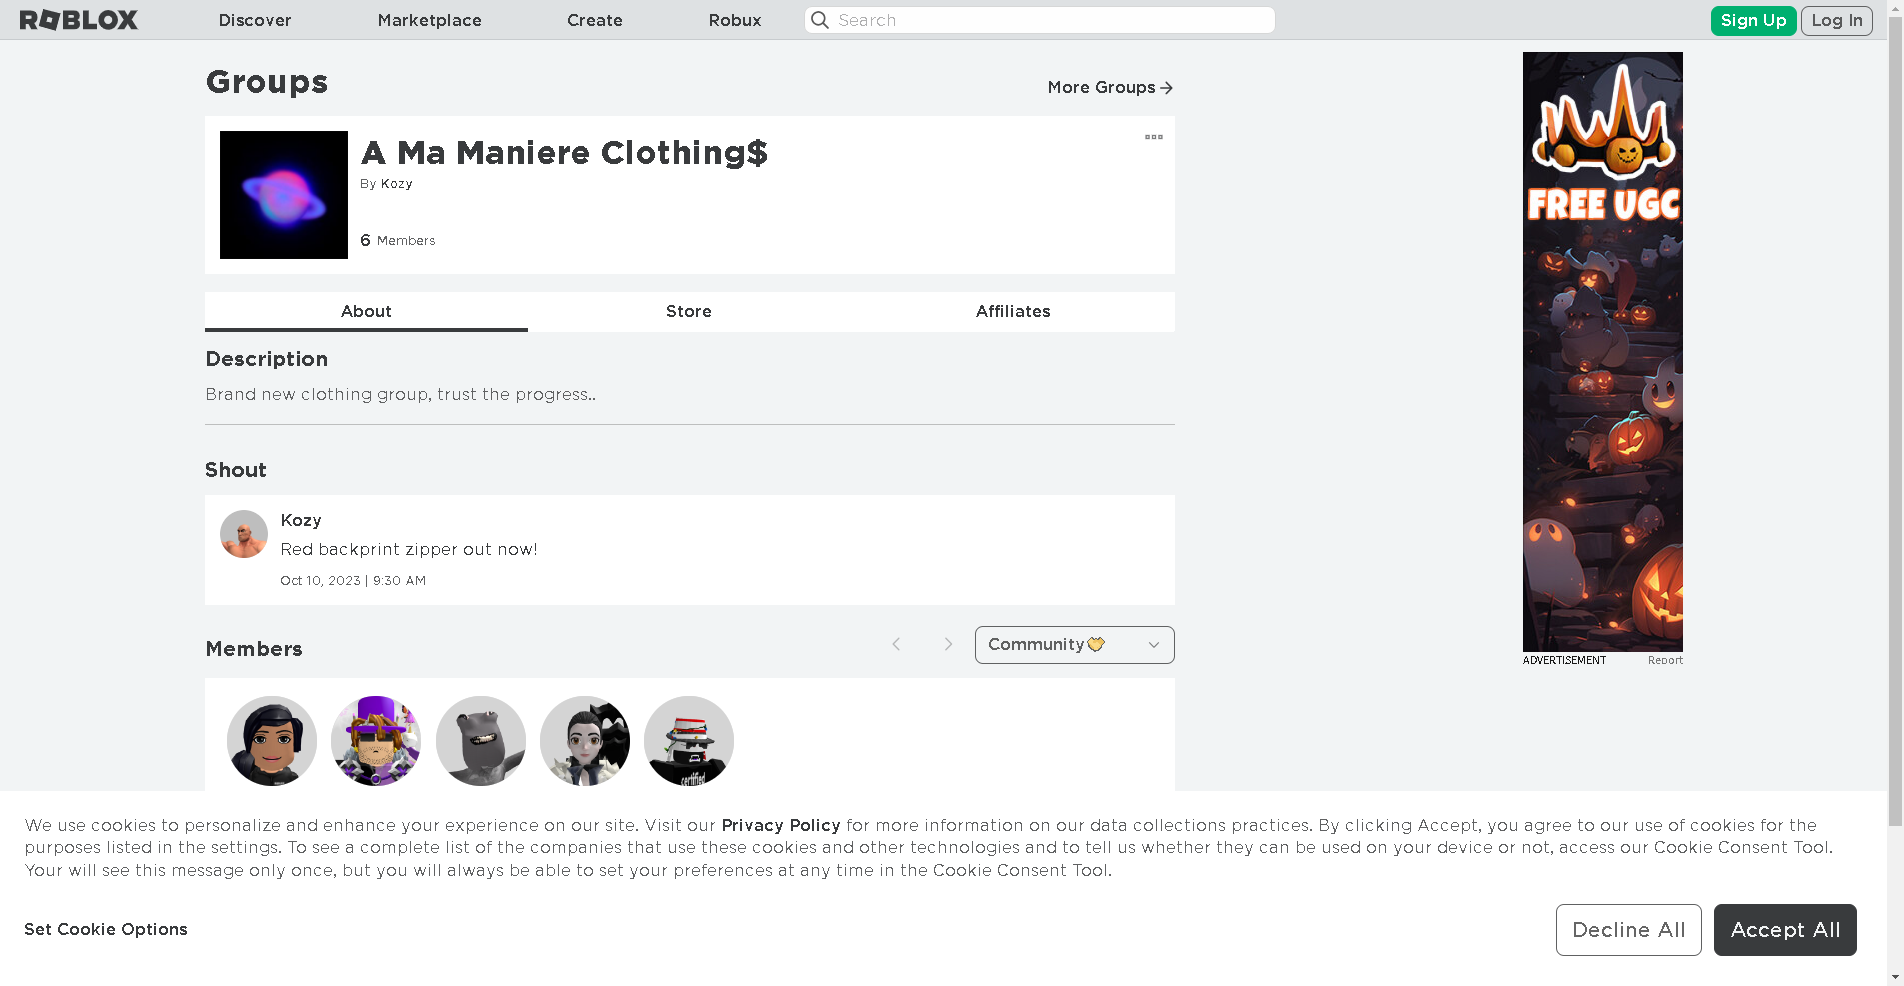 ROBLOX
Discover
Marketplace
Create
Robux
Search
Sign Up
Log In
Groups
More Groups
A Ma Maniere Clothing$
By Kozy
6 Members
About
Store
Affiliates
Description
Brand new clothing group, trust the progress..
Shout
Kozy
Red backprint zipper out now!
Oct 10, 2023 | 9:30 AM
Members
Community
certified
FREE UGC
ADVERTISEMENT
Report
We use cookies to personalize and enhance your experience on our site. Visit our Privacy Policy for more information on our data collections practices. By clicking Accept, you agree to our use of cookies for the
purposes listed in the settings. To see a complete list of the companies that use these cookies and other technologies and to tell us whether they can be used on your device or not, access our Cookie Consent Tool.
Your will see this message only once, but you will always be able to set your preferences at any time in the Cookie Consent Tool.
Set Cookie Options
Decline All
Accept All